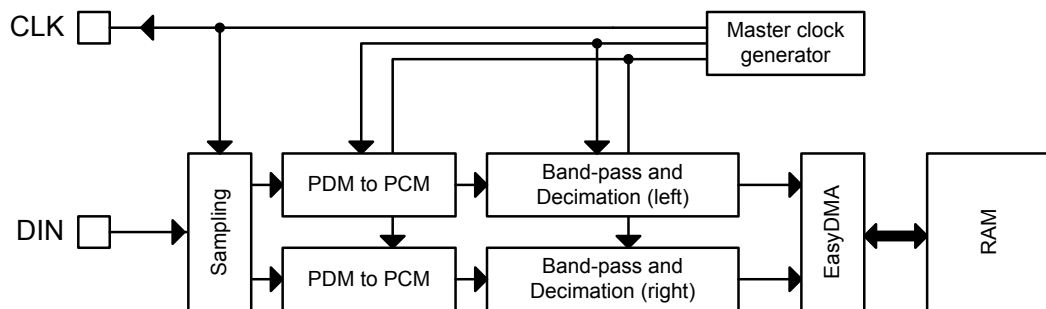 CLK
Master clock
generator
DIN
Sampling
PDM to PCM
Band-pass and
Decimation (left)
PDM to PCM
Band-pass and
Decimation (right)
EasyDMA
RAM